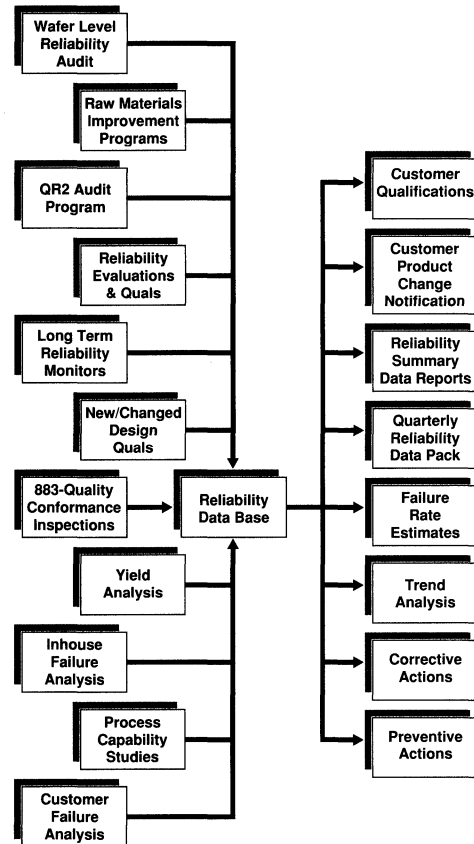 Wafer Level
Reliability
Audit
Raw Materials
Improvement
Programs
QR2 Audit
Program
Reliability
Evaluations
& Quals
Long Term
Reliability
Monitors
New/Changed
Design
Quals
883-Quality
Conformance
Inspections
Yield
Analysis
Inhouse
Failure
Analysis
Process
Capability
Studies
Customer
Failure
Analysis
Reliability
Data Base
Customer
Qualifications
Customer
Product
Change
Notification
Reliability
Summary
Data Reports
Quarterly
Reliability
Data Pack
Failure
Rate
Estimates
Trend
Analysis
Corrective
Actions
Preventive
Actions